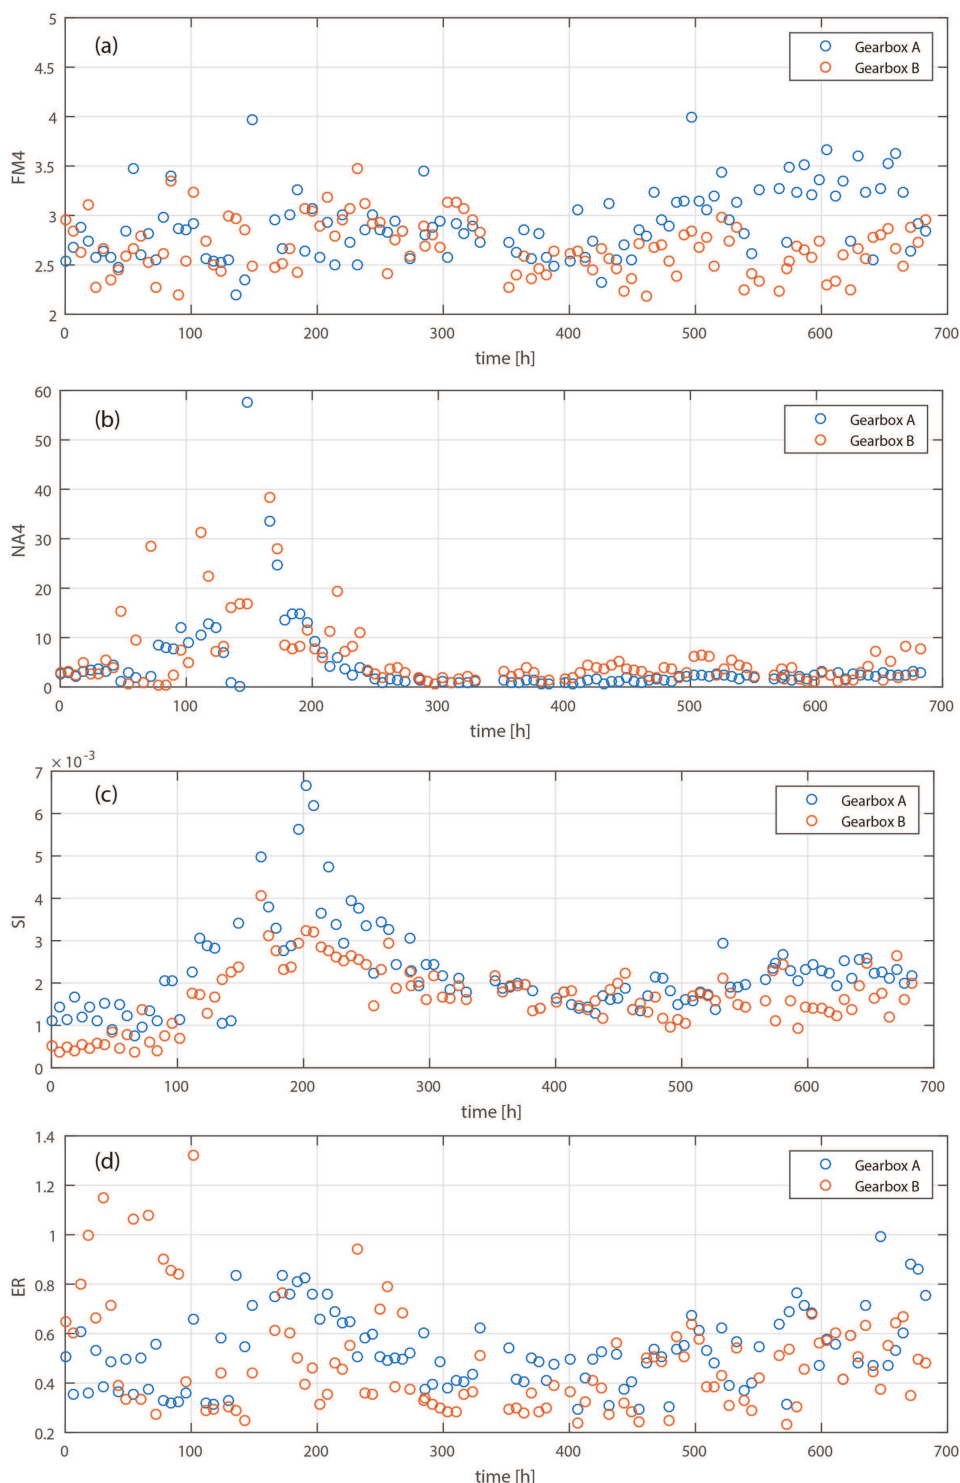 (a)
Gearbox A
Gearbox B
5
4.5
4
3.5
3
2.5
2
FM4
0 100 200 300 400 500 600 700
time [h]
(b)
Gearbox A
Gearbox B
60
50
40
30
20
10
0
NA4
0 100 200 300 400 500 600 700
time [h]
× 10-3
(c)
Gearbox A
Gearbox B
7
6
5
4
3
2
1
0
SI
0 100 200 300 400 500 600 700
time [h]
(d)
Gearbox A
Gearbox B
1.4
1.2
1
0.8
0.6
0.4
0.2
ER
0 100 200 300 400 500 600 700
time [h]